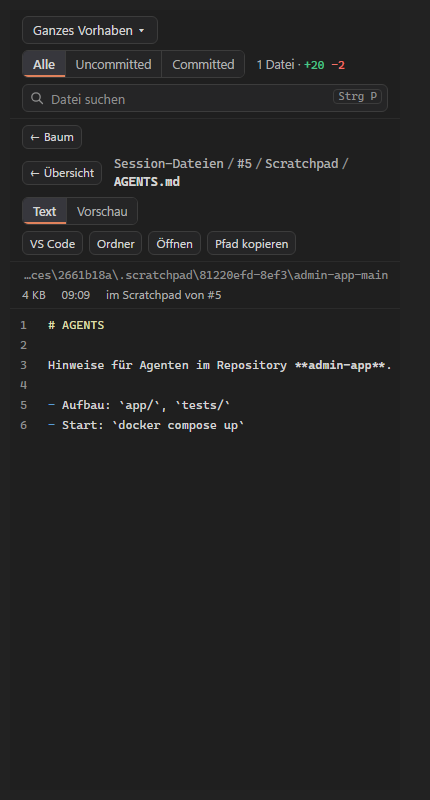 Ganzes Vorhaben
Alle Uncommitted Committed 1 Datei · +20 −2
Datei suchen Strg P
← Baum
← Übersicht Session-Dateien / #5 / Scratchpad /
AGENTS.md
Text Vorschau
VS Code Ordner Öffnen Pfad kopieren
…ces\2661b18a\.scratchpad\81220efd-8ef3\admin-app-main
4 KB 09:09 im Scratchpad von #5
1 # AGENTS
2
3 Hinweise für Agenten im Repository **admin-app**.
4
5 - Aufbau: `app/`, `tests/`
6 - Start: `docker compose up`